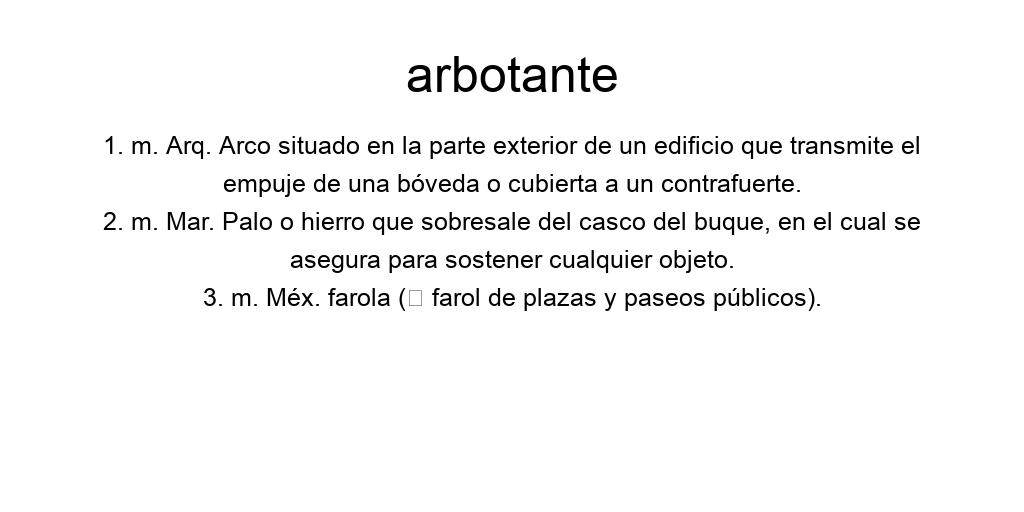 arbotante
1. m. Arq. Arco situado en la parte exterior de un edificio que transmite el
empuje de una bóveda o cubierta a un contrafuerte.
2. m. Mar. Palo o hierro que sobresale del casco del buque, en el cual se
asegura para sostener cualquier objeto.
3. m. Méx. farola (□ farol de plazas y paseos públicos).